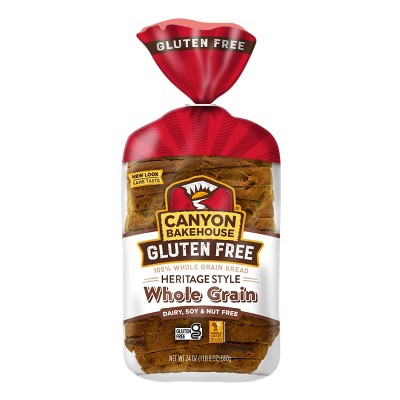 GLUTEN FREE
NEW LOOK
SAME TASTE
CANYON
BAKEHOUSE
GLUTEN FREE
100% WHOLE GRAIN BREAD
HERITAGE STYLE
Whole Grain
DAIRY, SOY & NUT FREE
GLUTEN
FREE
NET WT 24 OZ (1 LB 8 OZ) 680g